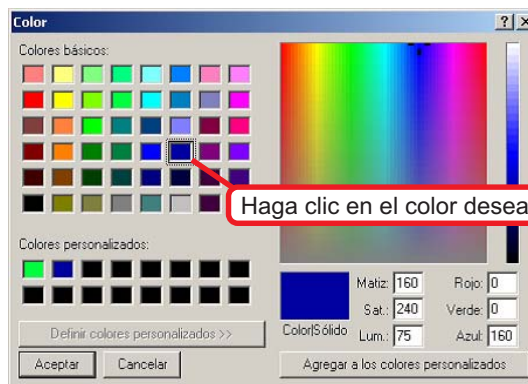 Color
Colores básicos:
Haga clic en el color desea
Colores personalizados:
Definir colores personalizados >>
Aceptar Cancelar
Color|Sólido
Matiz: 160 Rojo: 0
Sat.: 240 Verde: 0
Lum.: 75 Azul: 160
Agregar a los colores personalizados